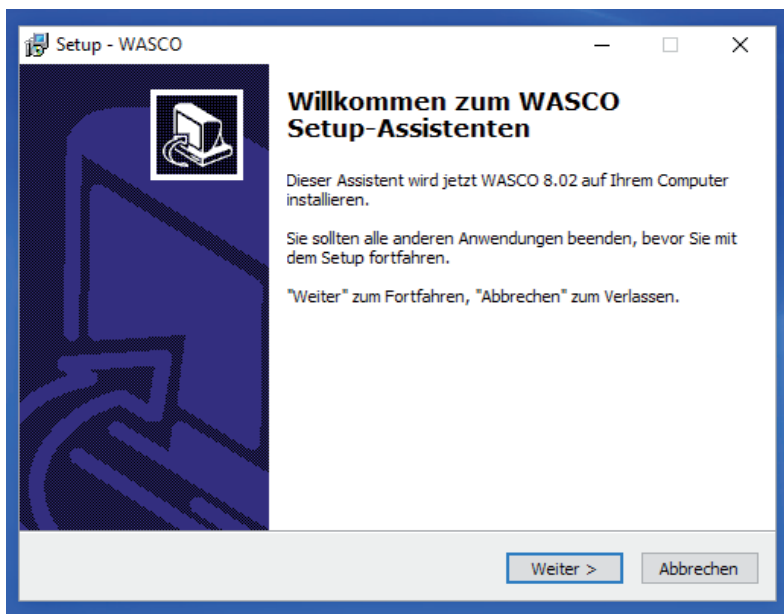 Setup - WASCO
Willkommen zum WASCO
Setup-Assistenten
Dieser Assistent wird jetzt WASCO 8.02 auf Ihrem Computer
installieren.
Sie sollten alle anderen Anwendungen beenden, bevor Sie mit
dem Setup fortfahren.
"Weiter" zum Fortfahren, "Abbrechen" zum Verlassen.
Weiter >
Abbrechen